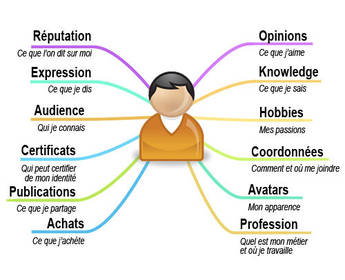 Réputation
Ce que l'on dit sur moi
Expression
Ce que je dis
Audience
Qui je connais
Certificats
Qui peut certifier
de mon identité
Publications
Ce que je partage
Achats
Ce que j'achète
Opinions
Ce que j'aime
Knowledge
Ce que je sais
Hobbies
Mes passions
Coordonnées
Comment et où me joindre
Avatars
Mon apparence
Profession
Quel est mon métier
et où je travaille